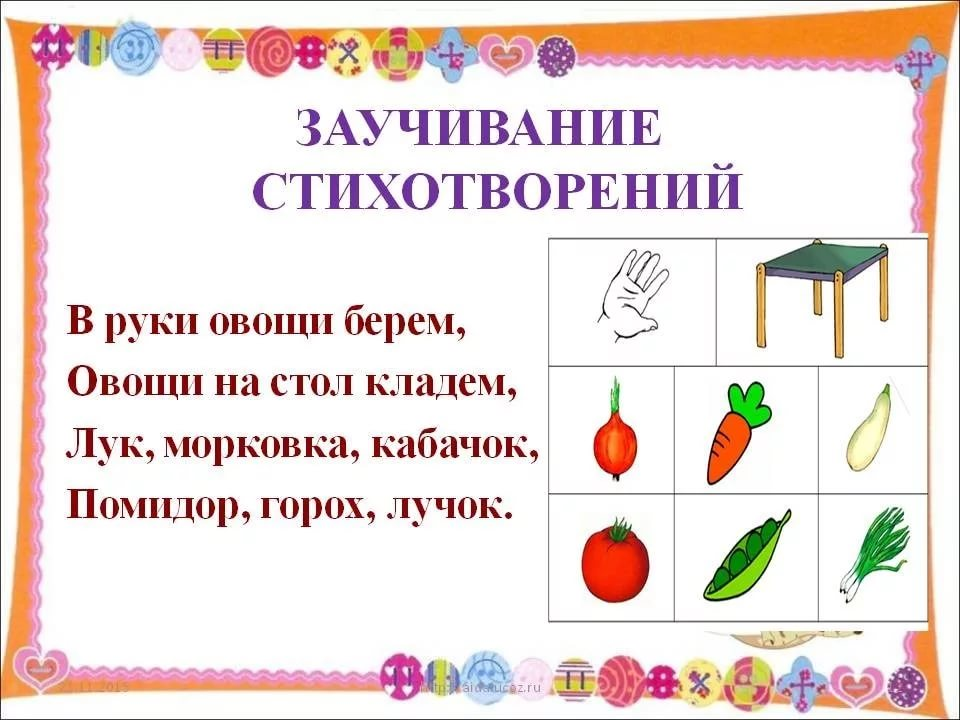 ЗАУЧИВАНИЕ
СТИХОТВОРЕНИЙ
В руки овощи берем,
Овощи на стол кладем,
Лук, морковка, кабачок,
Помидор, горох, лучок.